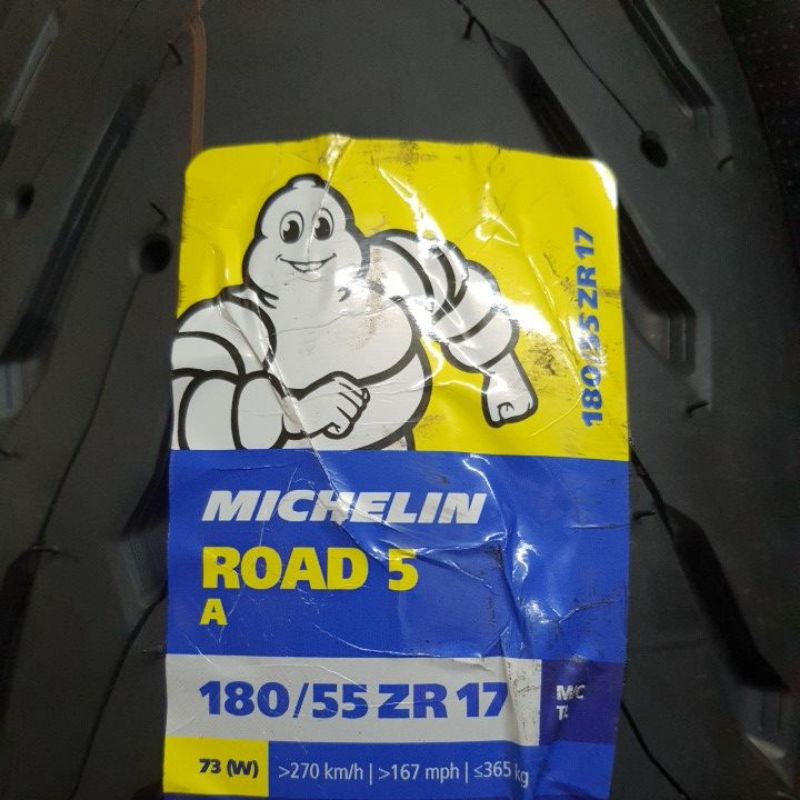 180/55 ZR 17
MICHELIN
ROAD 5
A
180/55 ZR 17
M/C
73 (W)
>270 km/h | >167 mph | ≤365 kg